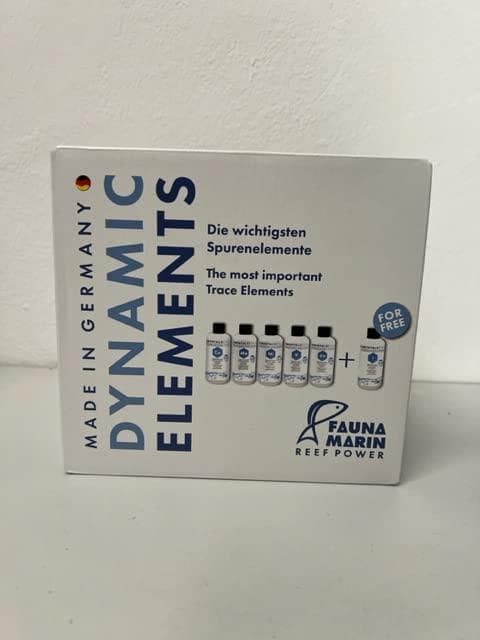 MADE IN GERMANY
DYNAMIC
ELEMENTS
Die wichtigsten
Spurenelemente
The most important
Trace Elements
FOR
FREE
+
FAUNA
MARIN
REEF POWER